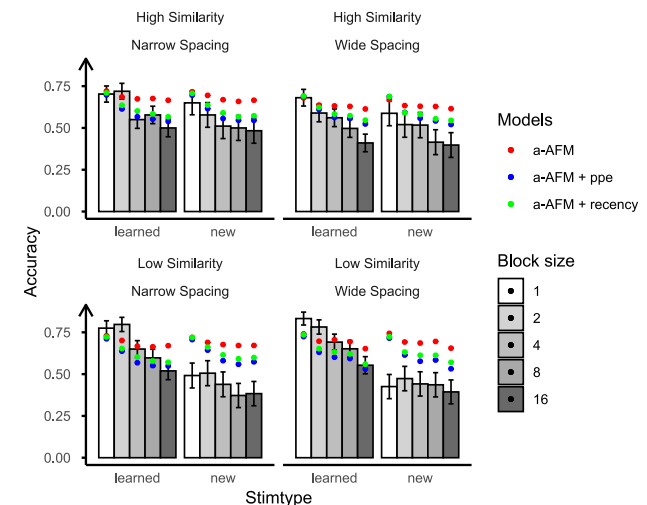 High Similarity
High Similarity
Narrow Spacing
Wide Spacing
0.75
0.50
0.25
0.00
learned
new
learned
new
Low Similarity
Low Similarity
Narrow Spacing
Wide Spacing
0.75
0.50
0.25
0.00
learned
new
learned
new
Accuracy
Stimtype
Models
a-AFM
a-AFM + ppe
a-AFM + recency
Block size
1
2
4
8
16